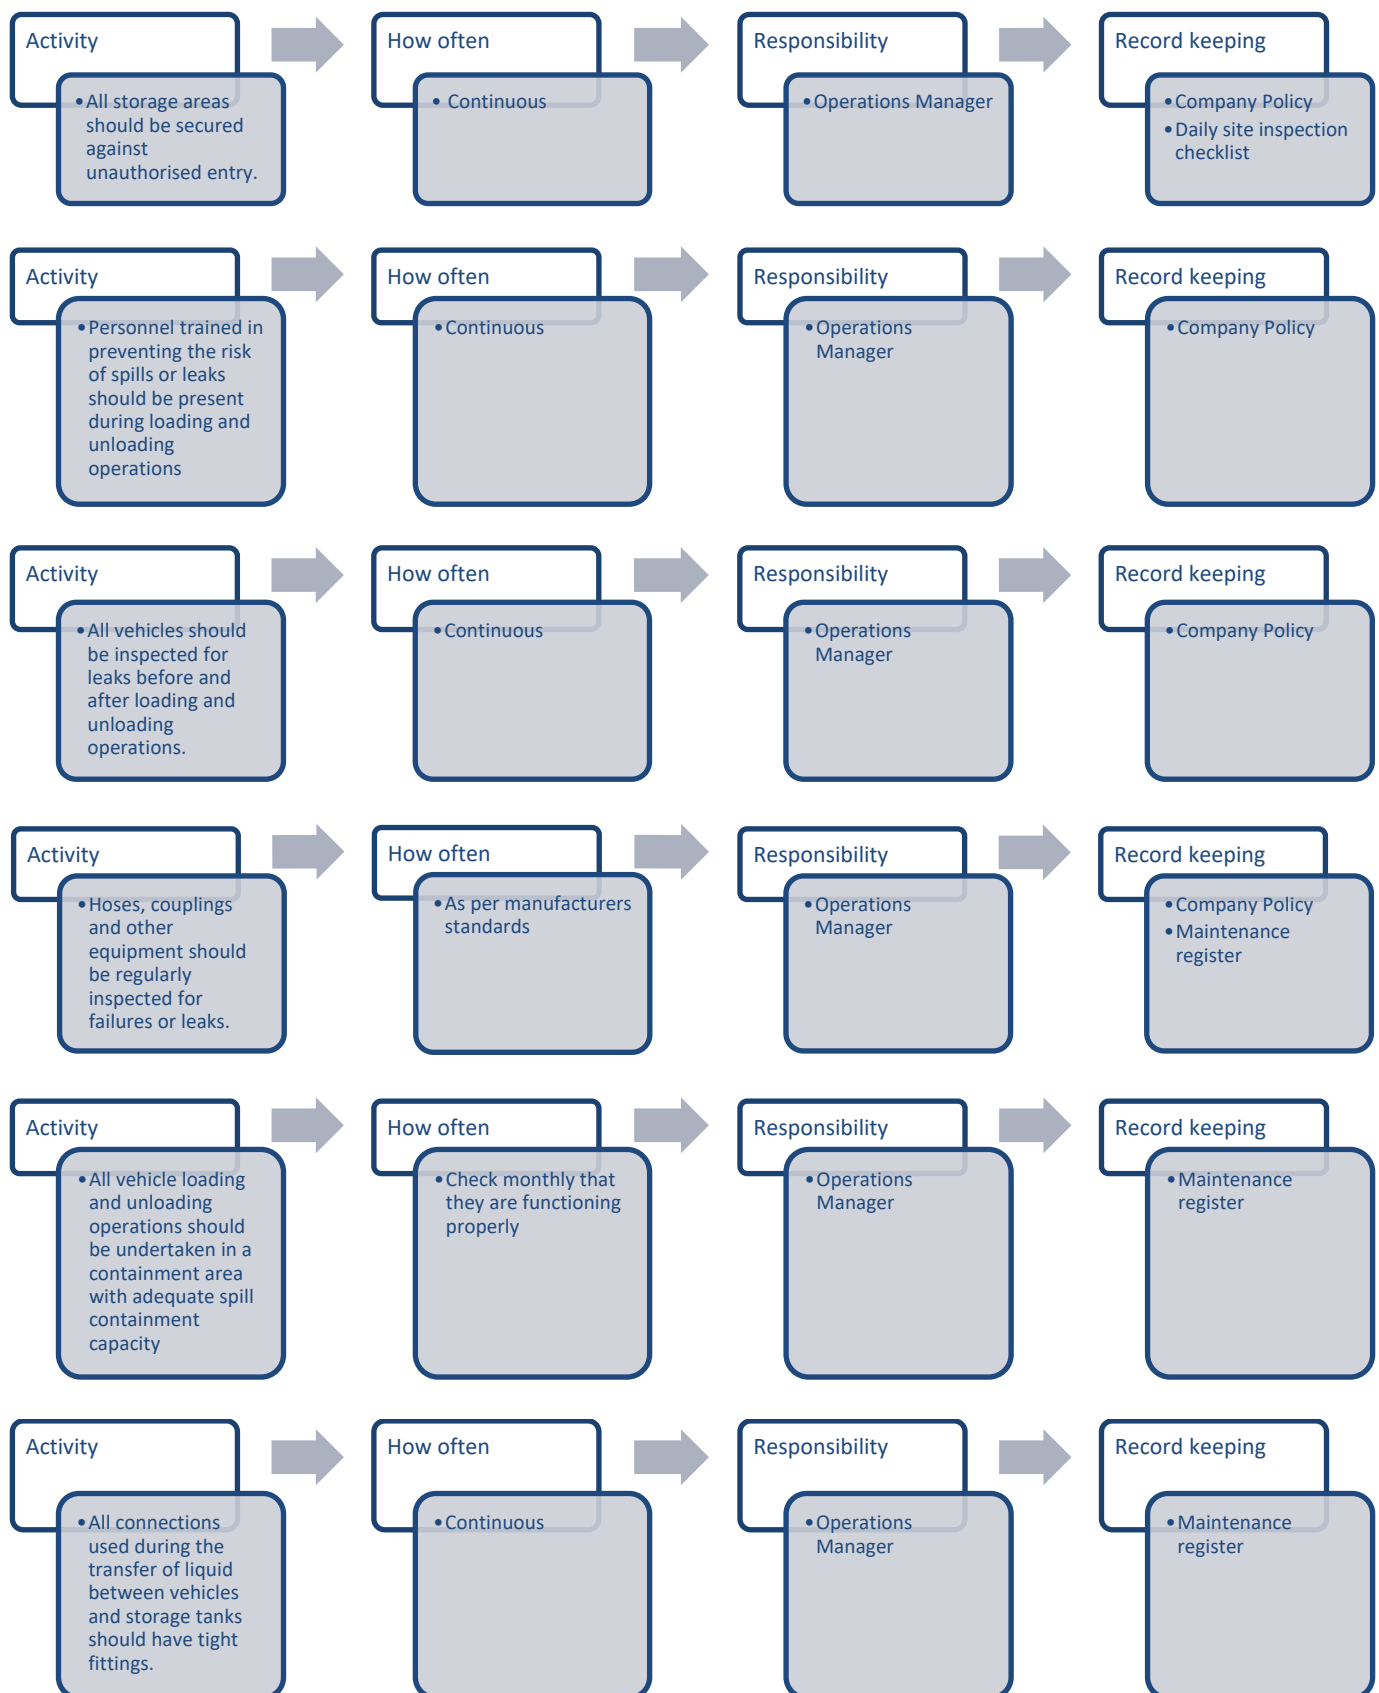 Activity
• All storage areas
should be secured
against
unauthorised entry.
How often
• Continuous
Responsibility
• Operations Manager
Record keeping
• Company Policy
• Daily site inspection
checklist
Activity
• Personnel trained in
preventing the risk
of spills or leaks
should be present
during loading and
unloading
operations
How often
• Continuous
Responsibility
• Operations
Manager
Record keeping
• Company Policy
Activity
• All vehicles should
be inspected for
leaks before and
after loading and
unloading
operations.
How often
• Continuous
Responsibility
• Operations
Manager
Record keeping
• Company Policy
Activity
• Hoses, couplings
and other
equipment should
be regularly
inspected for
failures or leaks.
How often
• As per manufacturers
standards
Responsibility
• Operations
Manager
Record keeping
• Company Policy
• Maintenance
register
Activity
• All vehicle loading
and unloading
operations should
be undertaken in a
containment area
with adequate spill
containment
capacity
How often
• Check monthly that
they are functioning
properly
Responsibility
• Operations
Manager
Record keeping
• Maintenance
register
Activity
• All connections
used during the
transfer of liquid
between vehicles
and storage tanks
should have tight
fittings.
How often
• Continuous
Responsibility
• Operations
Manager
Record keeping
• Maintenance
register